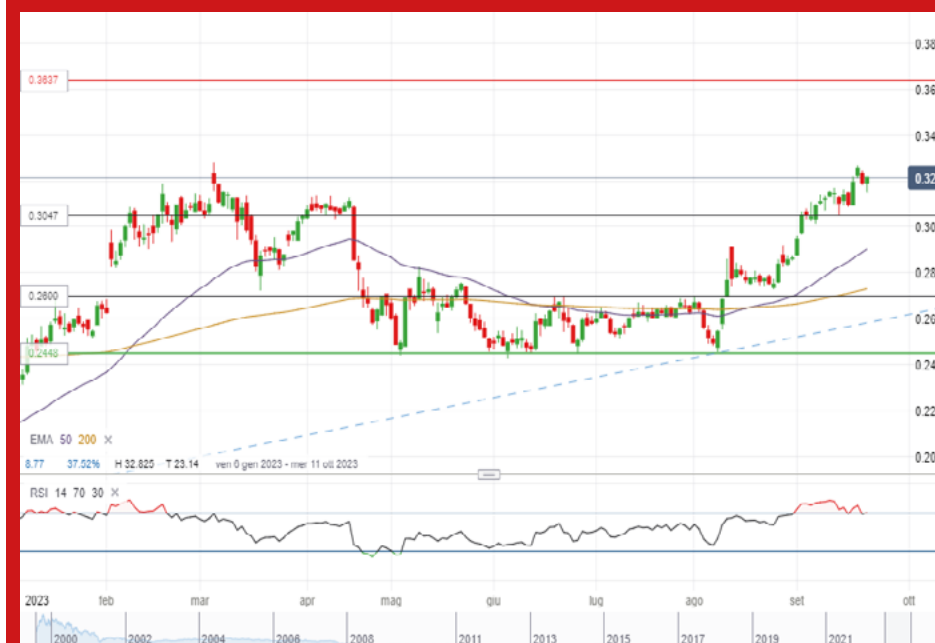 0.38
0.3637
0.36
0.34
0.32
0.3047
0.30
0.28
0.2600
0.26
0.2448
0.24
0.22
EMA 50 200 ×
0.20
8.77 37.52% H 32.825 T 23.14 ven 6 gen 2023 - mer 11 ott 2023
RSI 14 70 30 ×
2023 feb mar apr mag giu lug ago set ott
2000 2002 2004 2006 2008 2011 2013 2015 2017 2019 2021